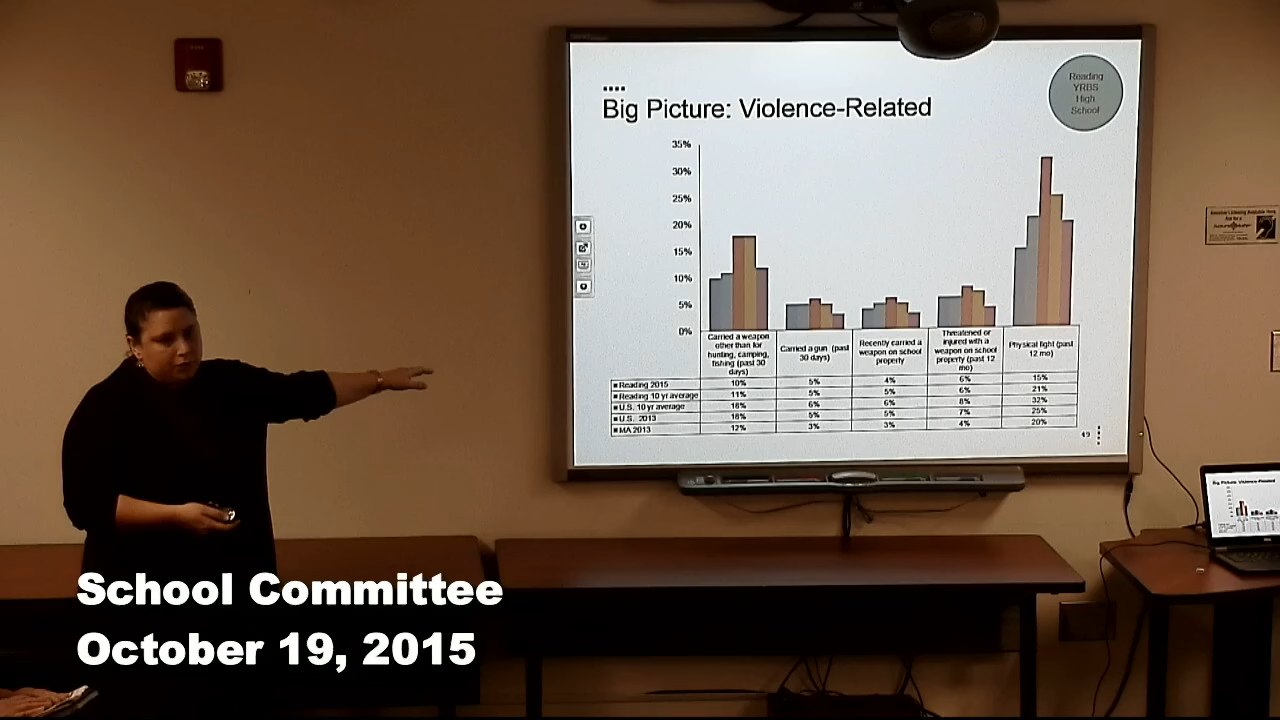 Reading
YRBS
High
School
Big Picture: Violence-Related
35%
30%
25%
20%
15%
10%
5%
0%
Carried a weapon other than for hunting, camping, fishing (past 30 days)
Carried a gun (past 30 days)
Recently carried a weapon on school property
Threatened or injured with a weapon on school property (past 12 mo)
Physical fight (past 12 mo)
Reading 2015 10% 5% 4% 6% 15%
Reading 10 yr average 11% 5% 5% 6% 21%
U.S. 10 yr average 18% 6% 6% 8% 32%
U.S. 2013 18% 5% 5% 7% 25%
MA 2013 12% 3% 3% 4% 20%
49
Big Picture: Violence-Related
School Committee
October 19, 2015